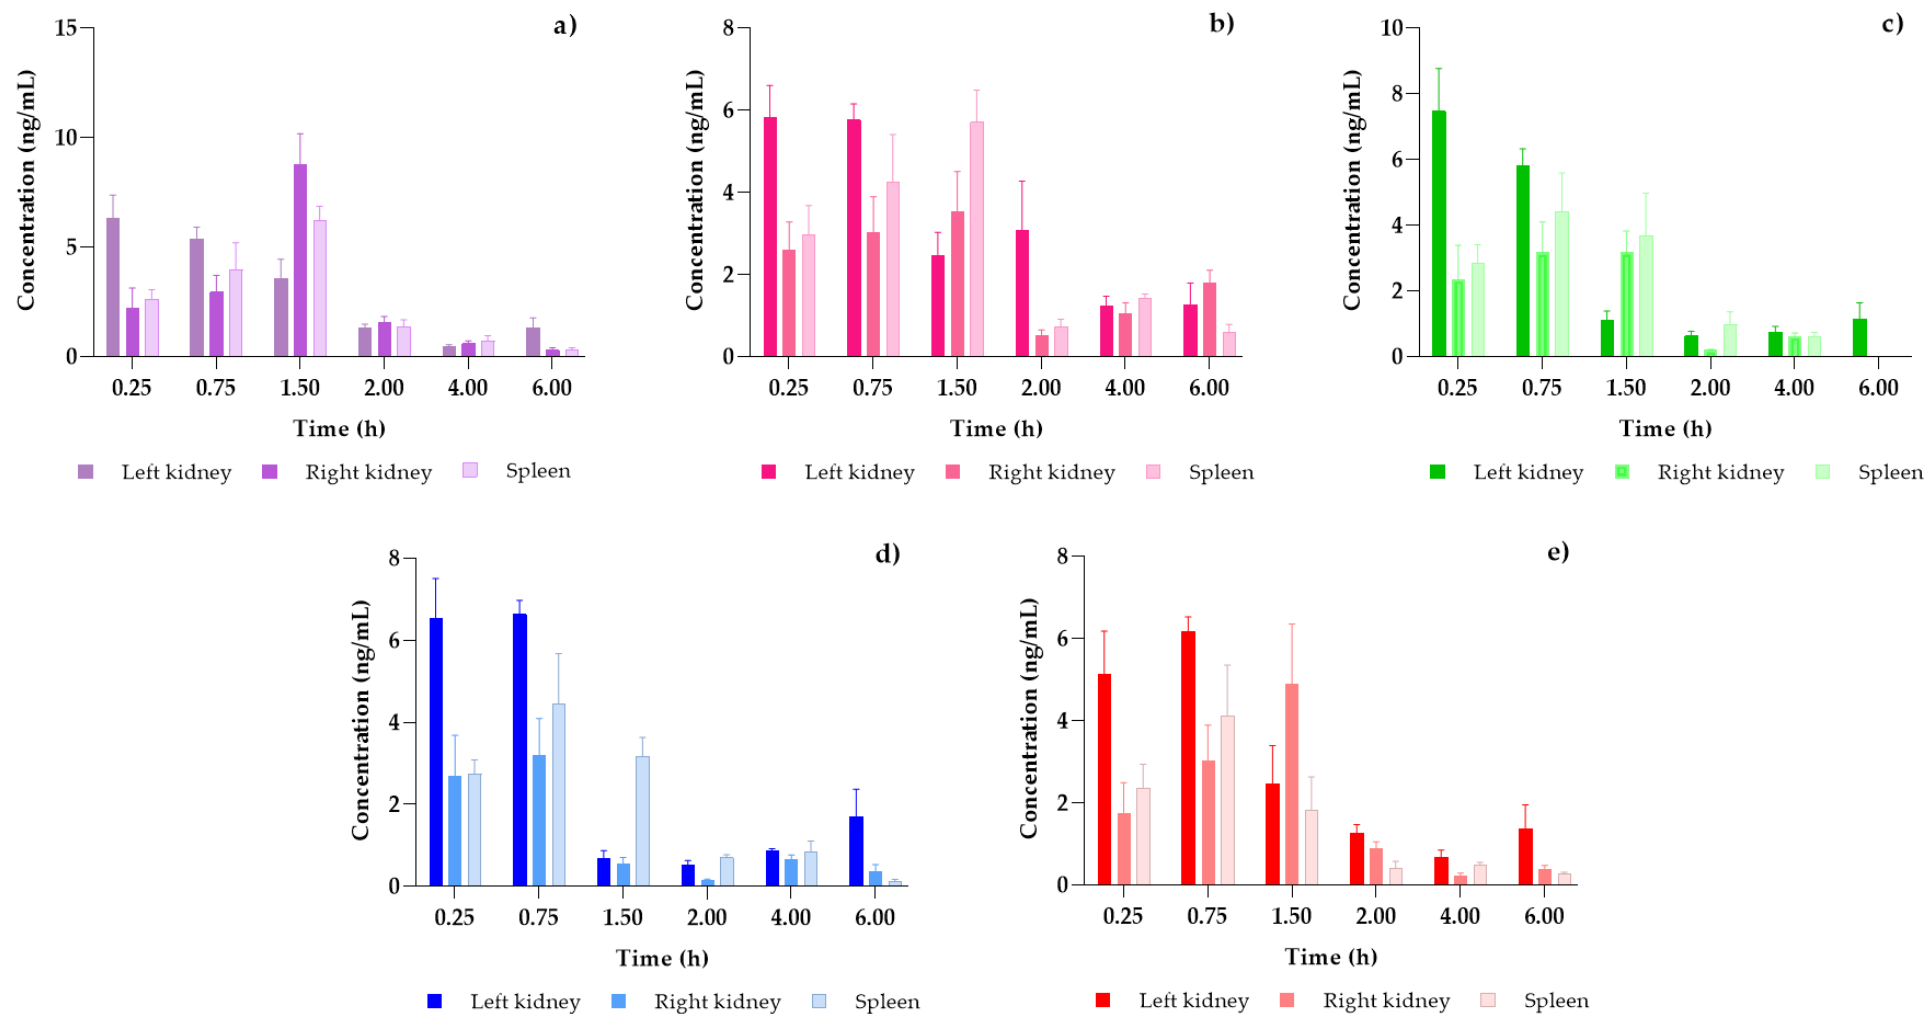 a)
Concentration (ng/mL)
15
10
5
0
0.25 0.75 1.50 2.00 4.00 6.00
Time (h)
Left kidney Right kidney Spleen
b)
Concentration (ng/mL)
8
6
4
2
0
0.25 0.75 1.50 2.00 4.00 6.00
Time (h)
Left kidney Right kidney Spleen
c)
Concentration (ng/mL)
10
8
6
4
2
0
0.25 0.75 1.50 2.00 4.00 6.00
Time (h)
Left kidney Right kidney Spleen
d)
Concentration (ng/mL)
8
6
4
2
0
0.25 0.75 1.50 2.00 4.00 6.00
Time (h)
Left kidney Right kidney Spleen
e)
Concentration (ng/mL)
8
6
4
2
0
0.25 0.75 1.50 2.00 4.00 6.00
Time (h)
Left kidney Right kidney Spleen